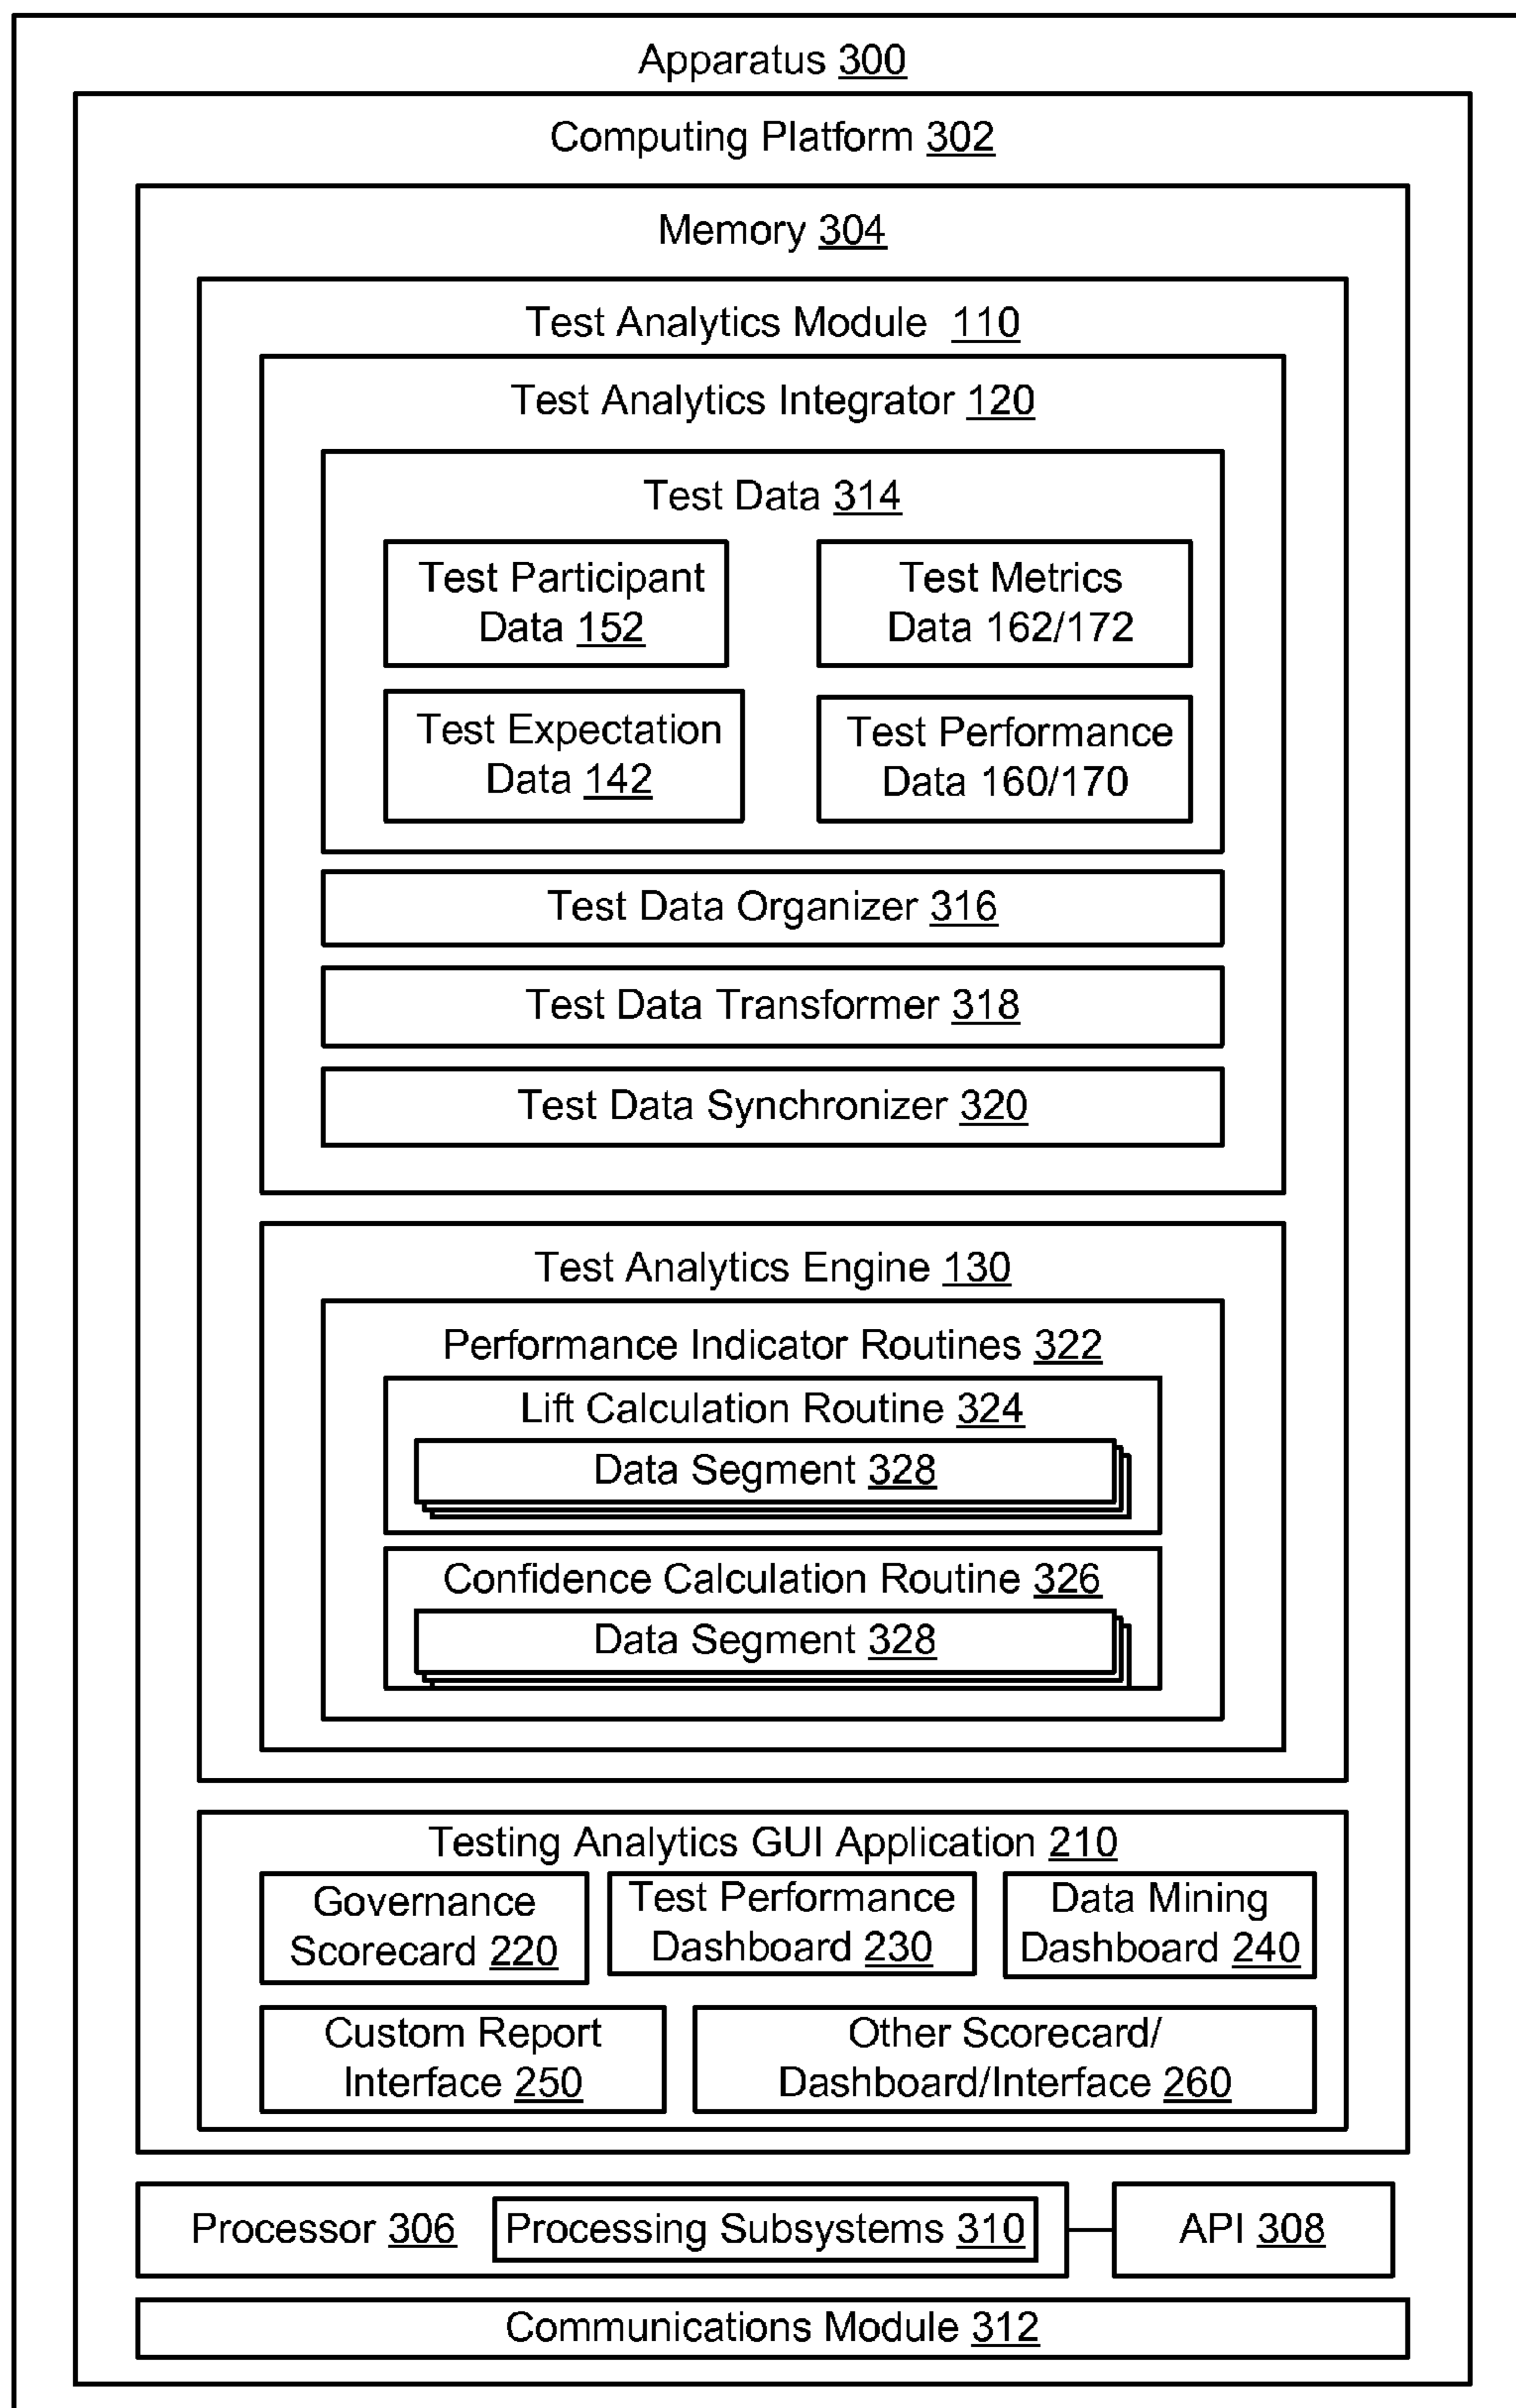 Apparatus 300
Computing Platform 302
Memory 304
Test Analytics Module 110
Test Analytics Integrator 120
Test Data 314
Test Participant
Data 152
Test Metrics
Data 162/172
Test Expectation
Data 142
Test Performance
Data 160/170
Test Data Organizer 316
Test Data Transformer 318
Test Data Synchronizer 320
Test Analytics Engine 130
Performance Indicator Routines 322
Lift Calculation Routine 324
Data Segment 328
Confidence Calculation Routine 326
Data Segment 328
Testing Analytics GUI Application 210
Governance
Scorecard 220
Test Performance
Dashboard 230
Data Mining
Dashboard 240
Custom Report
Interface 250
Other Scorecard/
Dashboard/Interface 260
Processor 306
Processing Subsystems 310
API 308
Communications Module 312